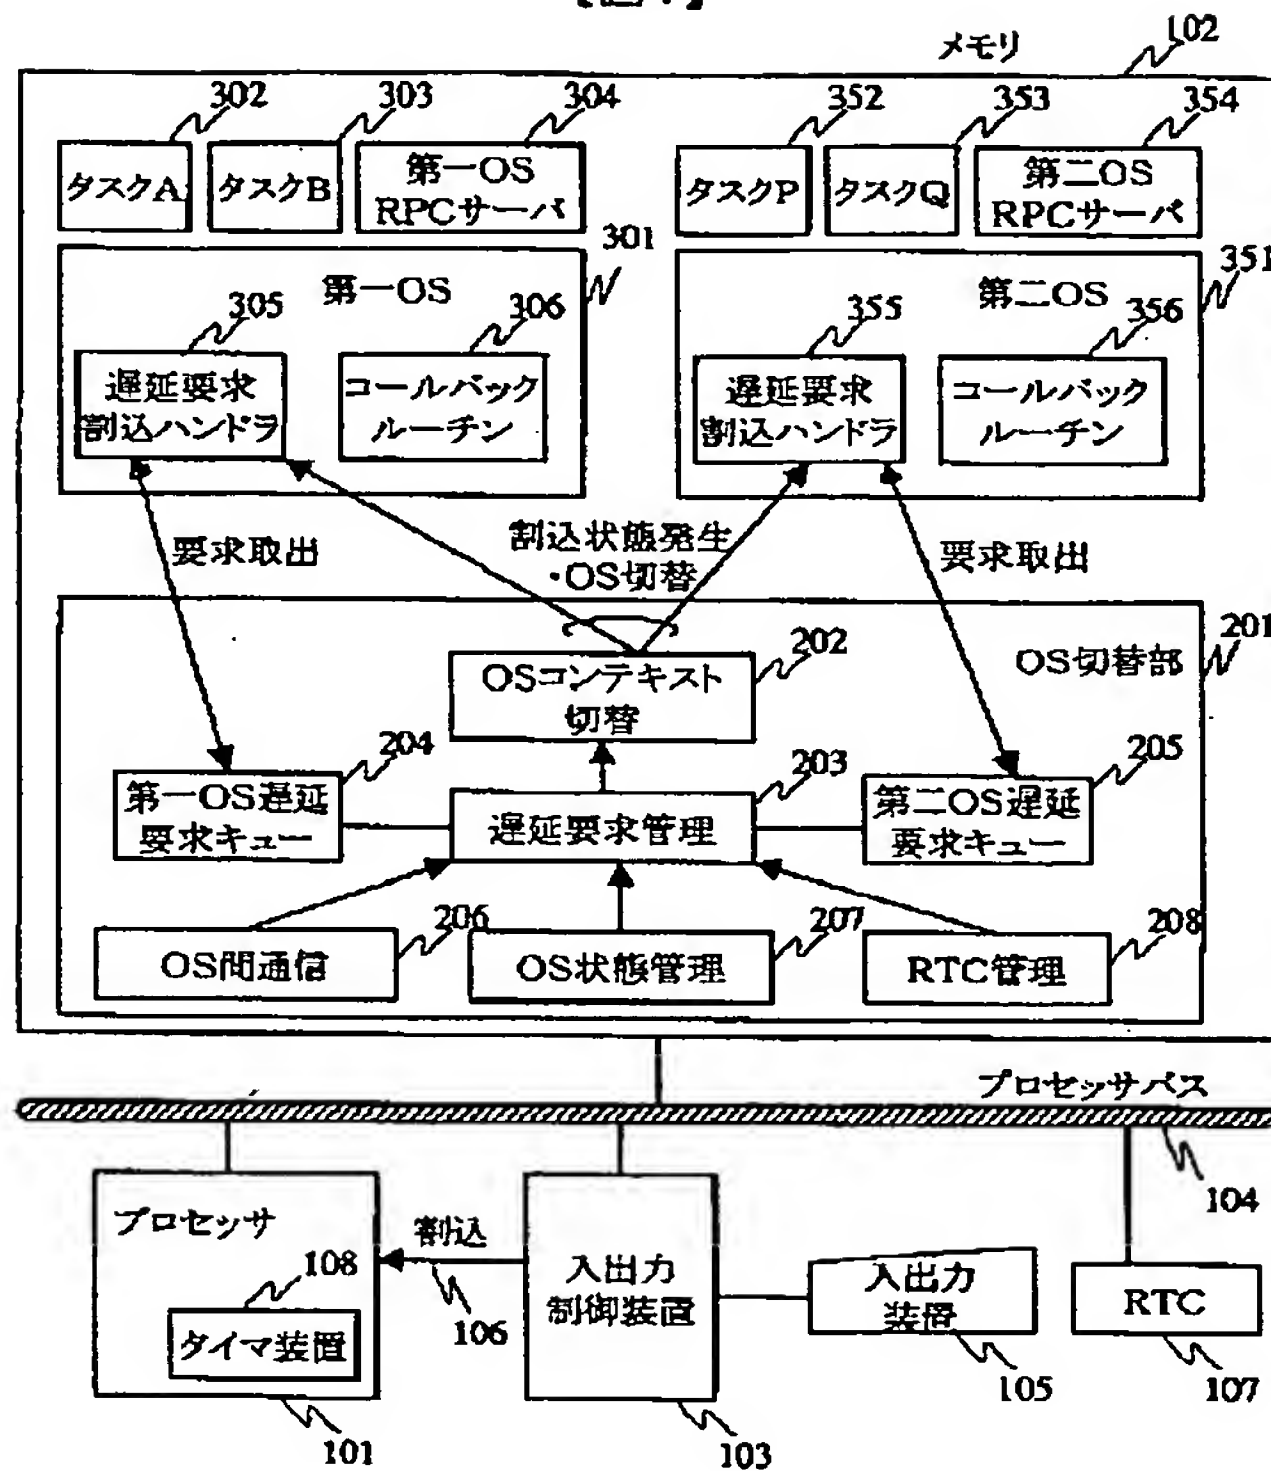 メモリ
102
302
303
304
352
353
354
タスクA
タスクB
第一OS
RPCサーバ
タスクP
タスクQ
第二OS
RPCサーバ
301
351
第一OS
第二OS
305
306
355
356
遅延要求
割込ハンドラ
コールバック
ルーチン
遅延要求
割込ハンドラ
コールバック
ルーチン
要求取出
割込状態発生
・OS切替
要求取出
201
OS切替部
202
OSコンテキスト
切替
204
203
205
第一OS遅延
要求キュー
遅延要求管理
第二OS遅延
要求キュー
206
207
208
OS間通信
OS状態管理
RTC管理
プロセッサバス
104
プロセッサ
割込
106
108
タイマ装置
入出力
制御装置
入出力
装置
RTC
101
103
105
107